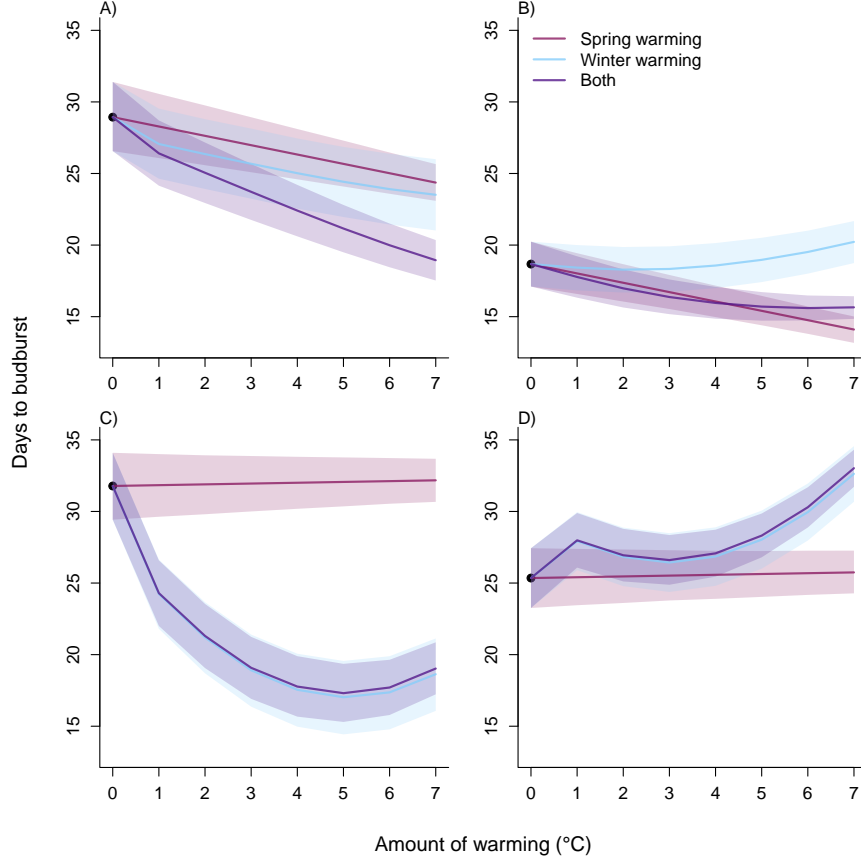 A)
35
30
25
20
15
0 1 2 3 4 5 6 7
B)
Spring warming
Winter warming
Both
35
30
25
20
15
0 1 2 3 4 5 6 7
C)
35
30
25
20
15
0 1 2 3 4 5 6 7
D)
35
30
25
20
15
0 1 2 3 4 5 6 7
Days to budburst
Amount of warming (°C)